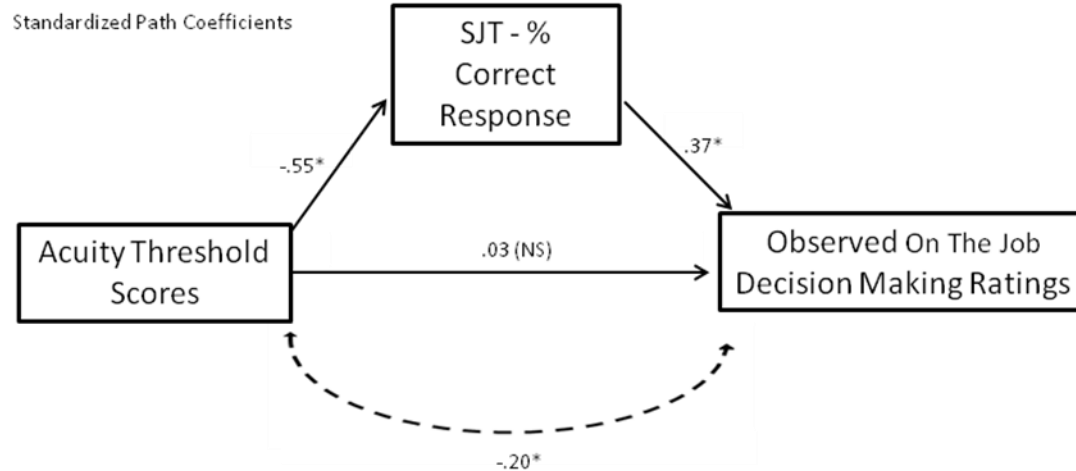 Standardized Path Coefficients
SJT - %
Correct
Response
-.55*
.37*
Acuity Threshold
Scores
.03 (NS)
Observed On The Job
Decision Making Ratings
-.20*